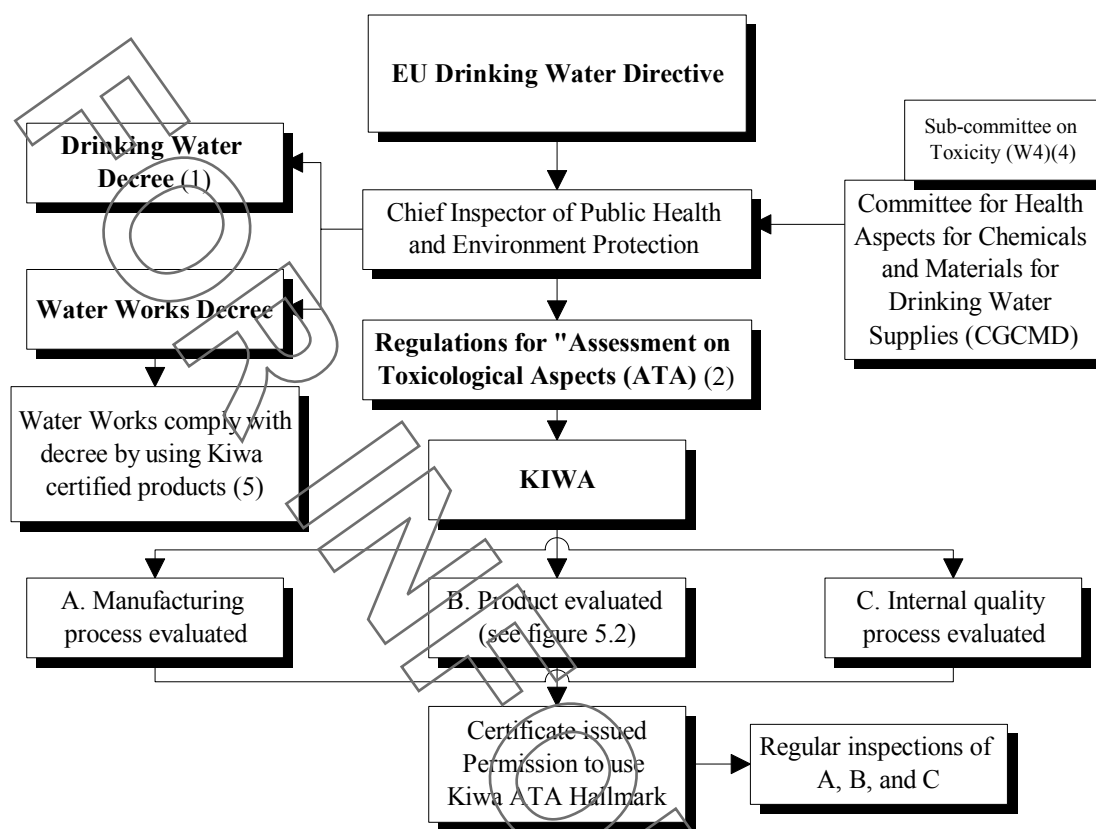 EU Drinking Water Directive
Sub-committee on
Toxicity (W4)(4)
Drinking Water
Decree (1)
Chief Inspector of Public Health
and Environment Protection
Committee for Health
Aspects for Chemicals
and Materials for
Drinking Water
Supplies (CGCMD)
Water Works Decree
Regulations for "Assessment on
Toxicological Aspects (ATA) (2)
Water Works comply with
decree by using Kiwa
certified products (5)
KIWA
A. Manufacturing
process evaluated
B. Product evaluated
(see figure 5.2)
C. Internal quality
process evaluated
Certificate issued
Permission to use
Kiwa ATA Hallmark
Regular inspections of
A, B, and C
FOR INFO